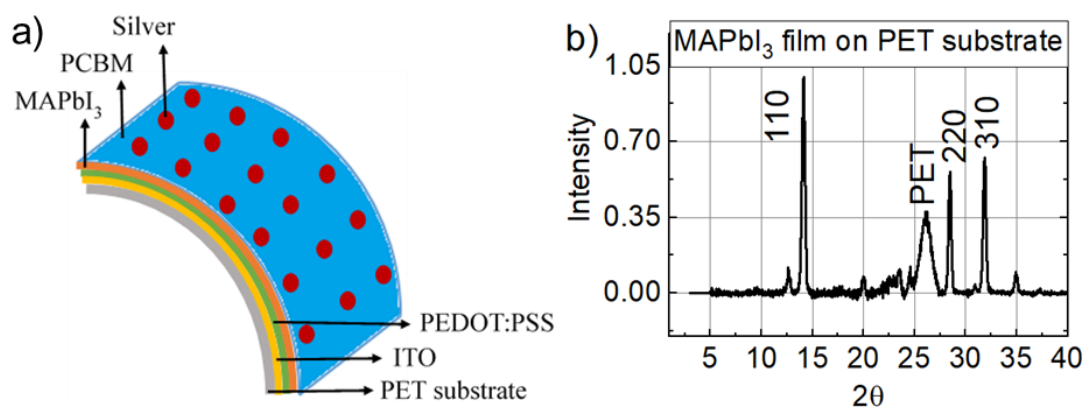 a)
Silver
PCBM
MAPbI₃
PEDOT:PSS
ITO
PET substrate
b)
MAPbI₃ film on PET substrate
Intensity
1.05
0.70
0.35
0.00
110
PET
220
310
5 10 15 20 25 30 35 40
2θ